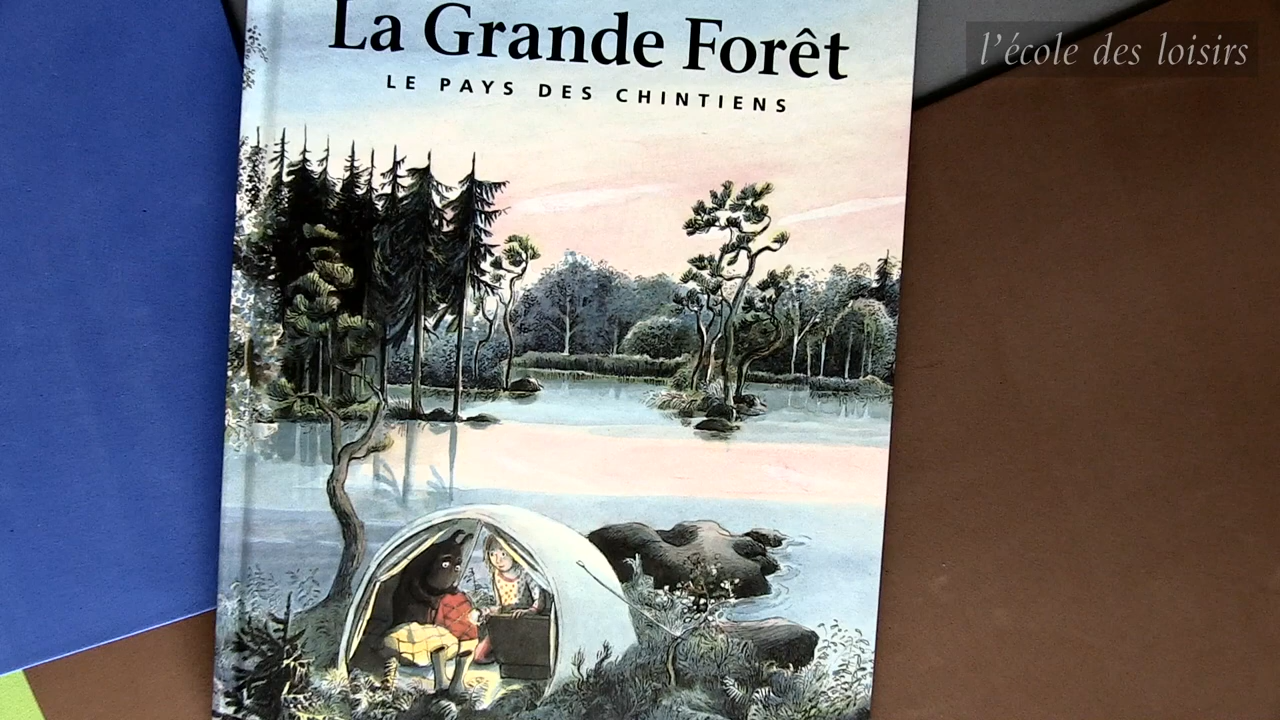 La Grande Forêt
LE PAYS DES CHINTIENS
l'école des loisirs